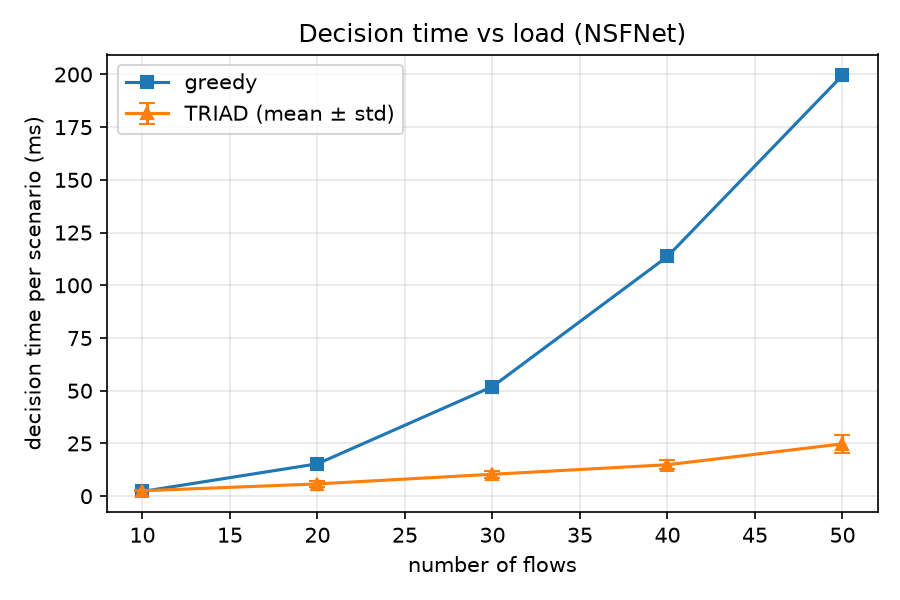 Decision time vs load (NSFNet)
greedy
TRIAD (mean ± std)
decision time per scenario (ms)
200
175
150
125
100
75
50
25
0
10 15 20 25 30 35 40 45 50
number of flows